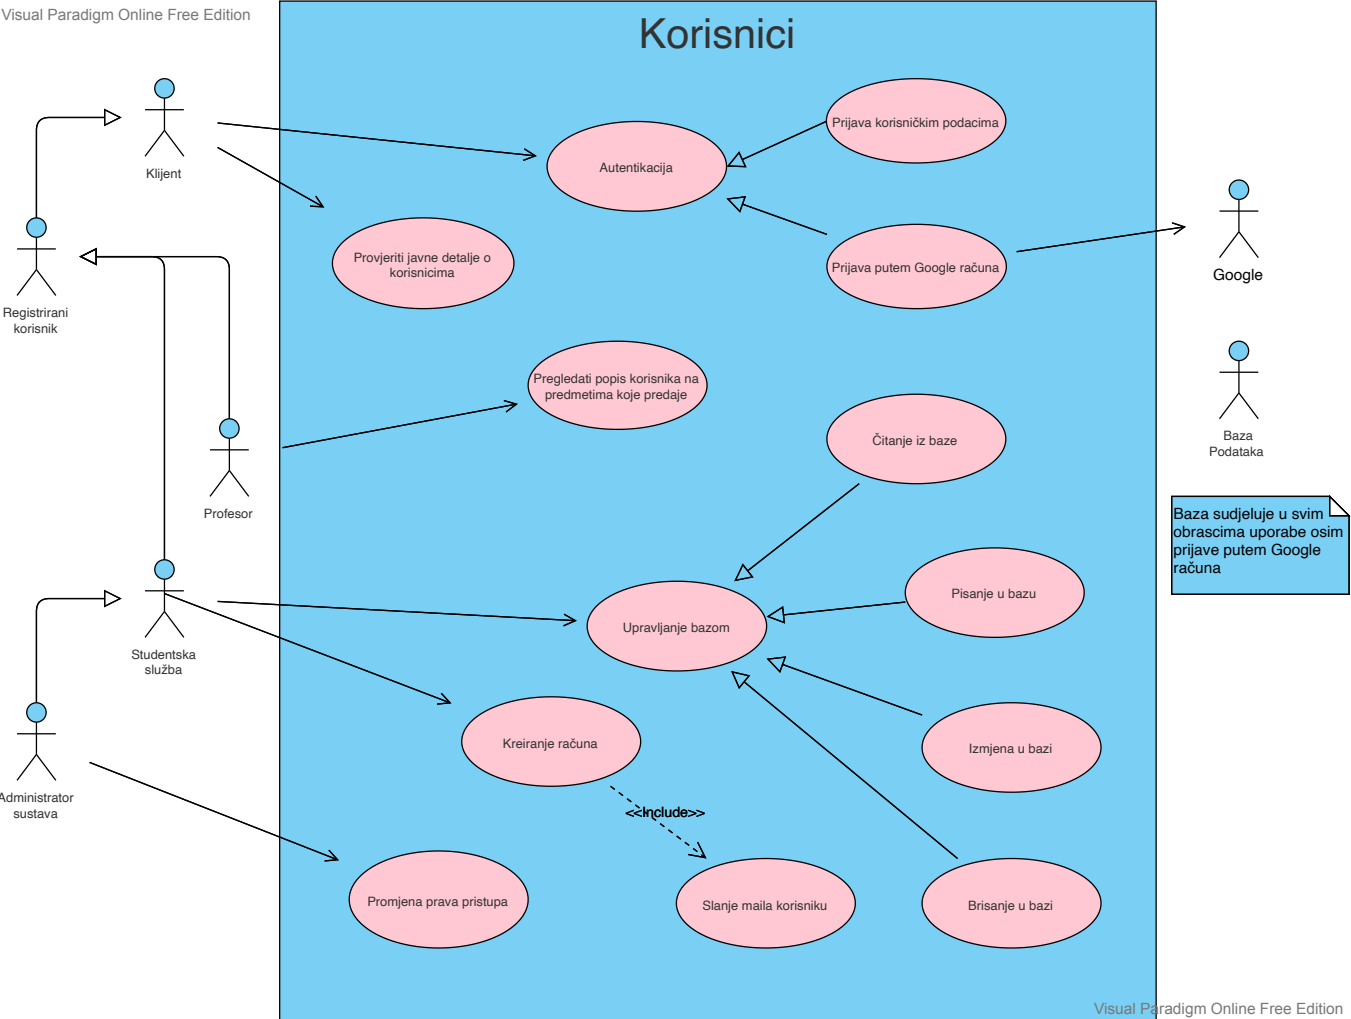 Visual Paradigm Online Free Edition
Korisnici
Klijent
Autentikacija
Prijava korisničkim podacima
Provjeriti javne detalje o
korisnicima
Prijava putem Google računa
Google
Registrirani
korisnik
Pregledati popis korisnika na
predmetima koje predaje
Čitanje iz baze
Baza
Podataka
Profesor
Baza sudjeluje u svim
obrascima uporabe osim
prijave putem Google
računa
Pisanje u bazu
Upravljanje bazom
Studentska
služba
Kreiranje računa
Izmjena u bazi
<<Include>>
Administrator
sustava
Promjena prava pristupa
Slanje maila korisniku
Brisanje u bazi
Visual Paradigm Online Free Edition